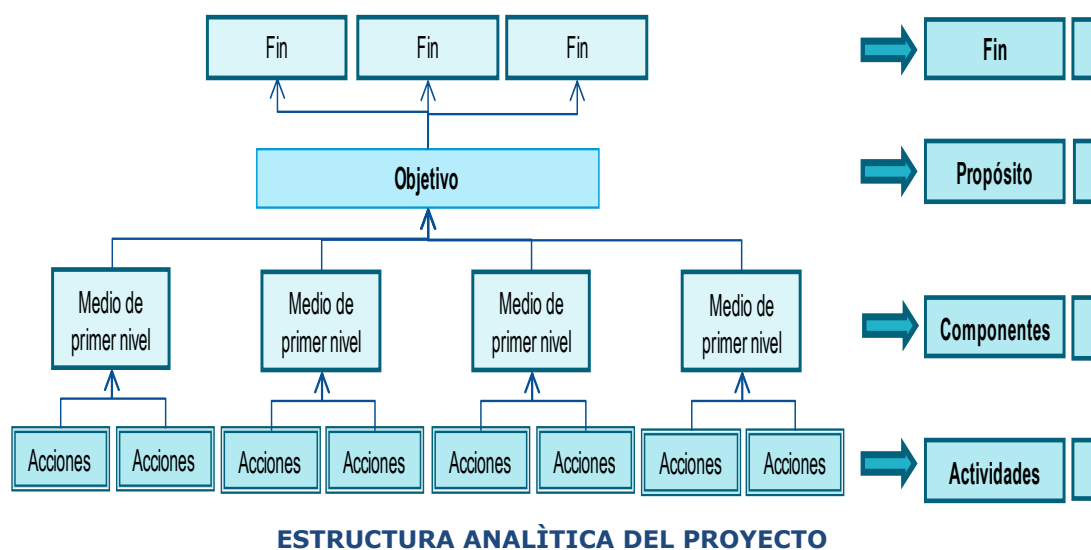 Fin
Fin
Fin
Fin
Objetivo
Propósito
Medio de
primer nivel
Medio de
primer nivel
Medio de
primer nivel
Medio de
primer nivel
Componentes
Acciones
Acciones
Acciones
Acciones
Acciones
Acciones
Acciones
Acciones
Actividades
ESTRUCTURA ANALÌTICA DEL PROYECTO